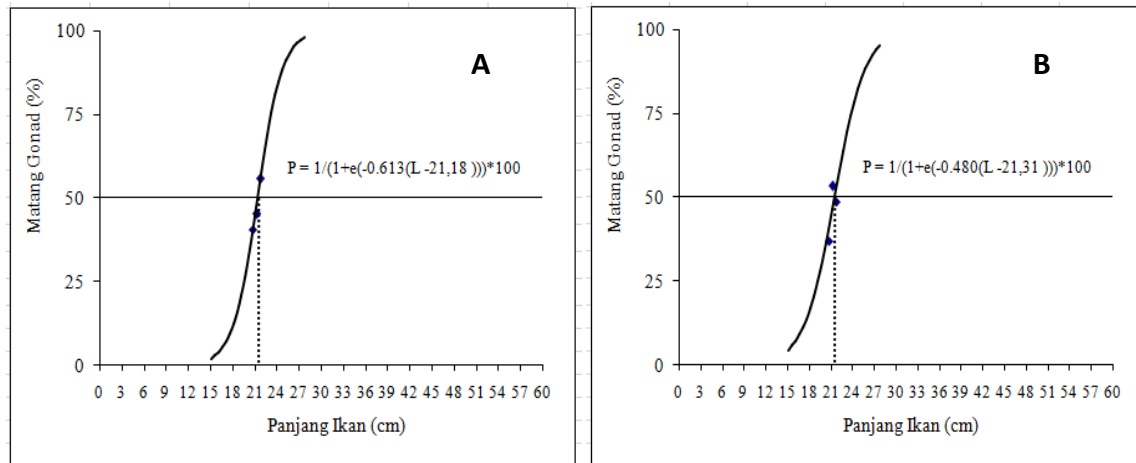 A
Matang Gonad (%)
100
75
50
25
0
P = 1/(1+e(-0.613(L -21,18 )))*100
0 3 6 9 12 15 18 21 24 27 30 33 36 39 42 45 48 51 54 57 60
Panjang Ikan (cm)
B
Matang Gonad (%)
100
75
50
25
0
P = 1/(1+e(-0.480(L -21,31 )))*100
0 3 6 9 12 15 18 21 24 27 30 33 36 39 42 45 48 51 54 57 60
Panjang Ikan (cm)